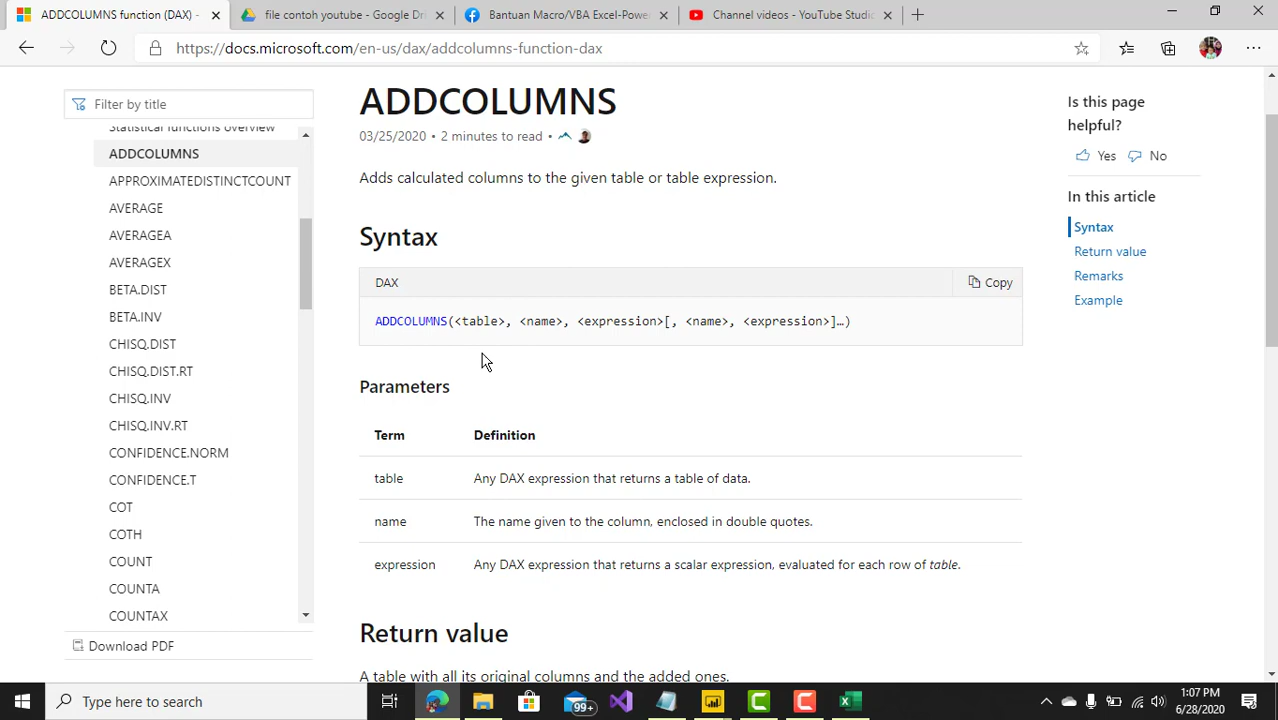 ADDCOLUMNS function (DAX) -
file contoh youtube - Google Dri
Bantuan Macro/VBA Excel-Powe
Channel videos - YouTube Studio
https://docs.microsoft.com/en-us/dax/addcolumns-function-dax
Filter by title
Statistical functions overview
ADDCOLUMNS
APPROXIMATEDISTINCTCOUNT
AVERAGE
AVERAGEA
AVERAGEX
BETA.DIST
BETA.INV
CHISQ.DIST
CHISQ.DIST.RT
CHISQ.INV
CHISQ.INV.RT
CONFIDENCE.NORM
CONFIDENCE.T
COT
COTH
COUNT
COUNTA
COUNTAX
Download PDF
ADDCOLUMNS
03/25/2020 • 2 minutes to read •
Adds calculated columns to the given table or table expression.
Syntax
DAX
Copy
ADDCOLUMNS(<table>, <name>, <expression>[, <name>, <expression>]…)
Parameters
Term Definition
table Any DAX expression that returns a table of data.
name The name given to the column, enclosed in double quotes.
expression Any DAX expression that returns a scalar expression, evaluated for each row of table.
Return value
A table with all its original columns and the added ones.
Is this page
helpful?
Yes No
In this article
Syntax
Return value
Remarks
Example
Type here to search
99+
1:07 PM
6/28/2020